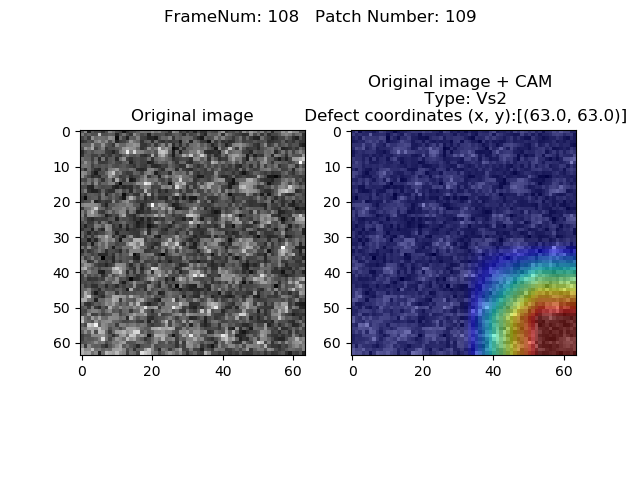 FrameNum: 108   Patch Number: 109
Original image
Original image + CAM
Type: Vs2
Defect coordinates (x, y):[(63.0, 63.0)]
0
10
20
30
40
50
60
0 20 40 60
0
10
20
30
40
50
60
0 20 40 60